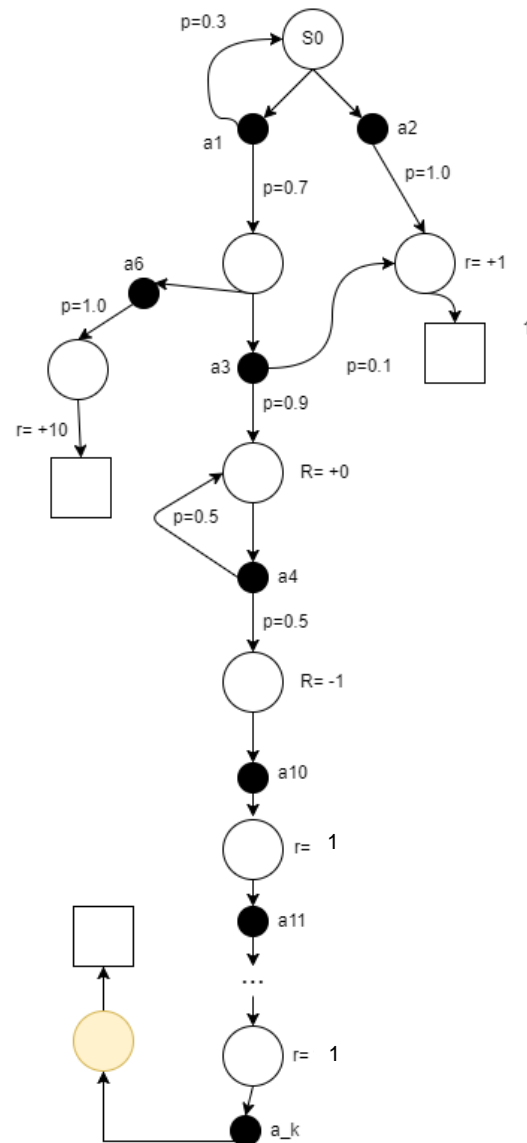 p=0.3
S0
a1
a2
p=0.7
p=1.0
a6
r= +1
p=1.0
1
a3
p=0.1
p=0.9
r= +10
R= +0
p=0.5
a4
p=0.5
R= -1
a10
r= 1
a11
...
r= 1
a_k